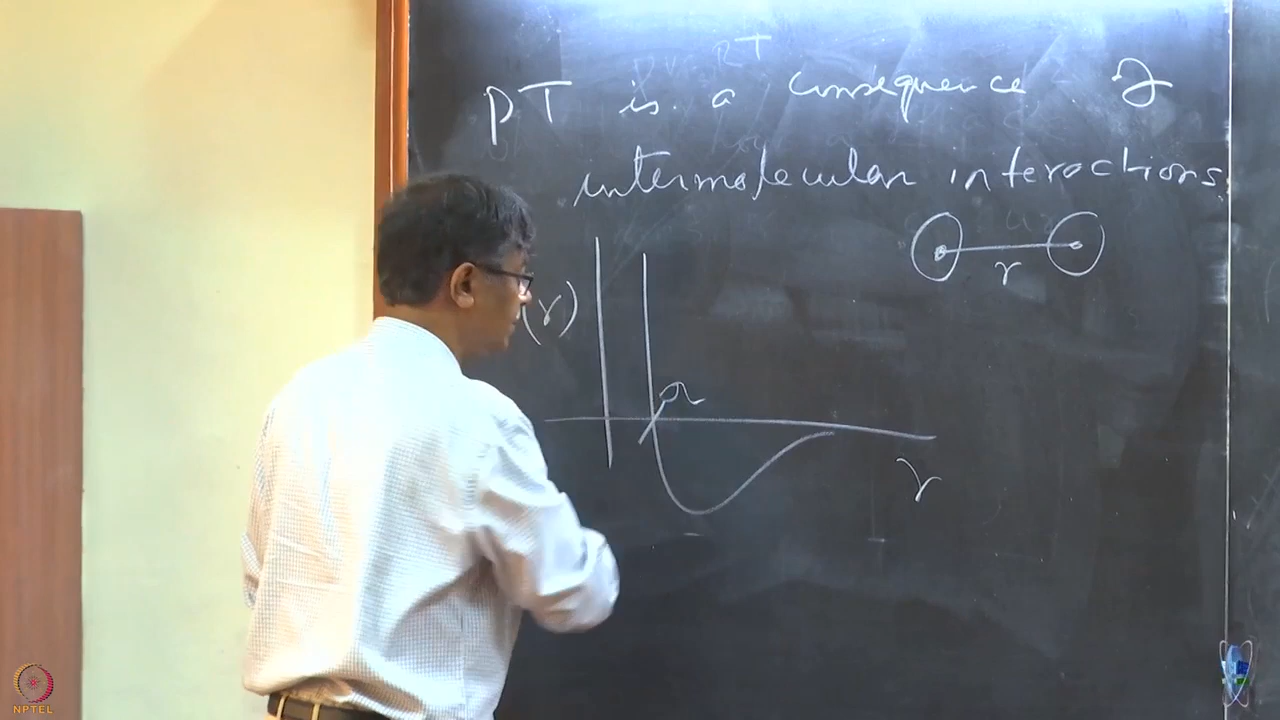 PT is a consequence of
intermolecular interactions.
r
(r)
σ
r
NPTEL